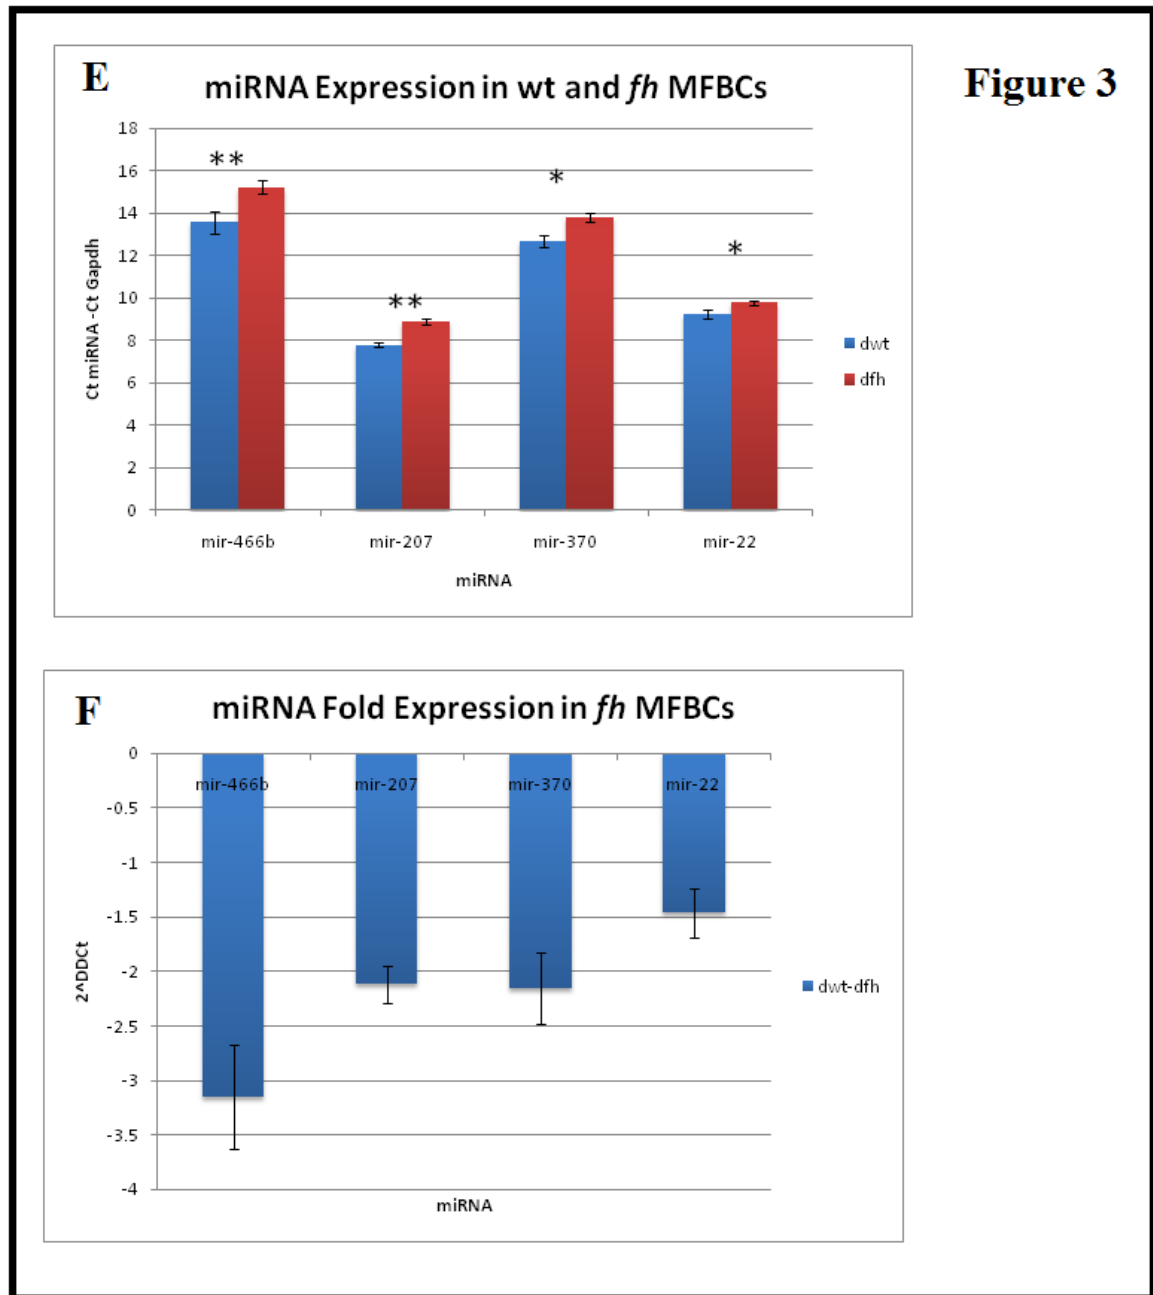 Figure 3
E
miRNA Expression in wt and fh MFBCs
18
16
14
12
10
8
6
4
2
0
Ct miRNA -Ct Gapdh
**
**
*
*
mir-466b
mir-207
mir-370
mir-22
miRNA
dwt
dfh
F
miRNA Fold Expression in fh MFBCs
0
-0.5
-1
-1.5
-2
-2.5
-3
-3.5
-4
2^DDCt
mir-466b
mir-207
mir-370
mir-22
miRNA
dwt-dfh